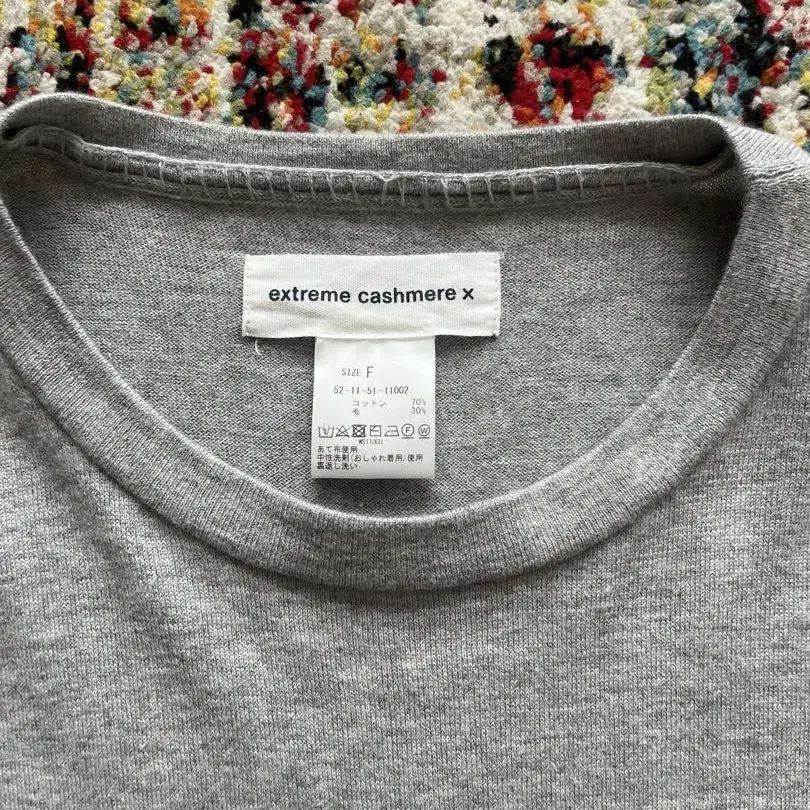 extreme cashmere x
SIZE F
52-11-51-11002
コットン 70%
毛 30%
F W
あて布使用
中性洗剤(おしゃれ着用)使用
裏返し洗い